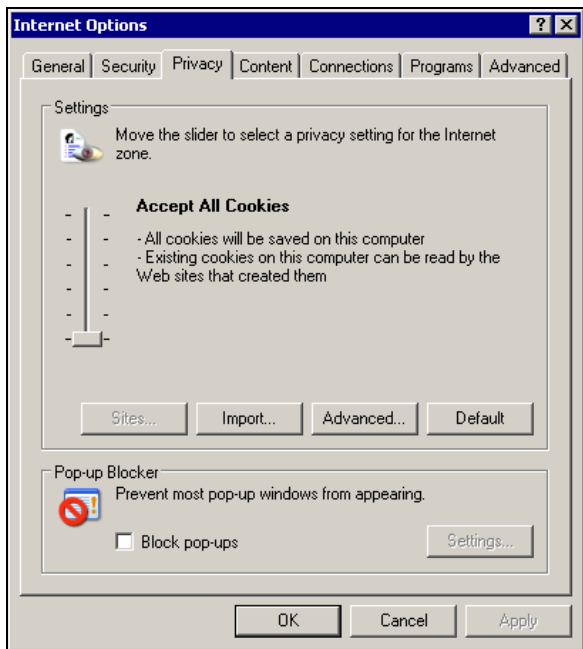 Internet Options
General Security Privacy Content Connections Programs Advanced
Settings
Move the slider to select a privacy setting for the Internet
zone.
Accept All Cookies
- All cookies will be saved on this computer
- Existing cookies on this computer can be read by the
Web sites that created them
Sites... Import... Advanced... Default
Pop-up Blocker
Prevent most pop-up windows from appearing.
Block pop-ups Settings...
OK Cancel Apply